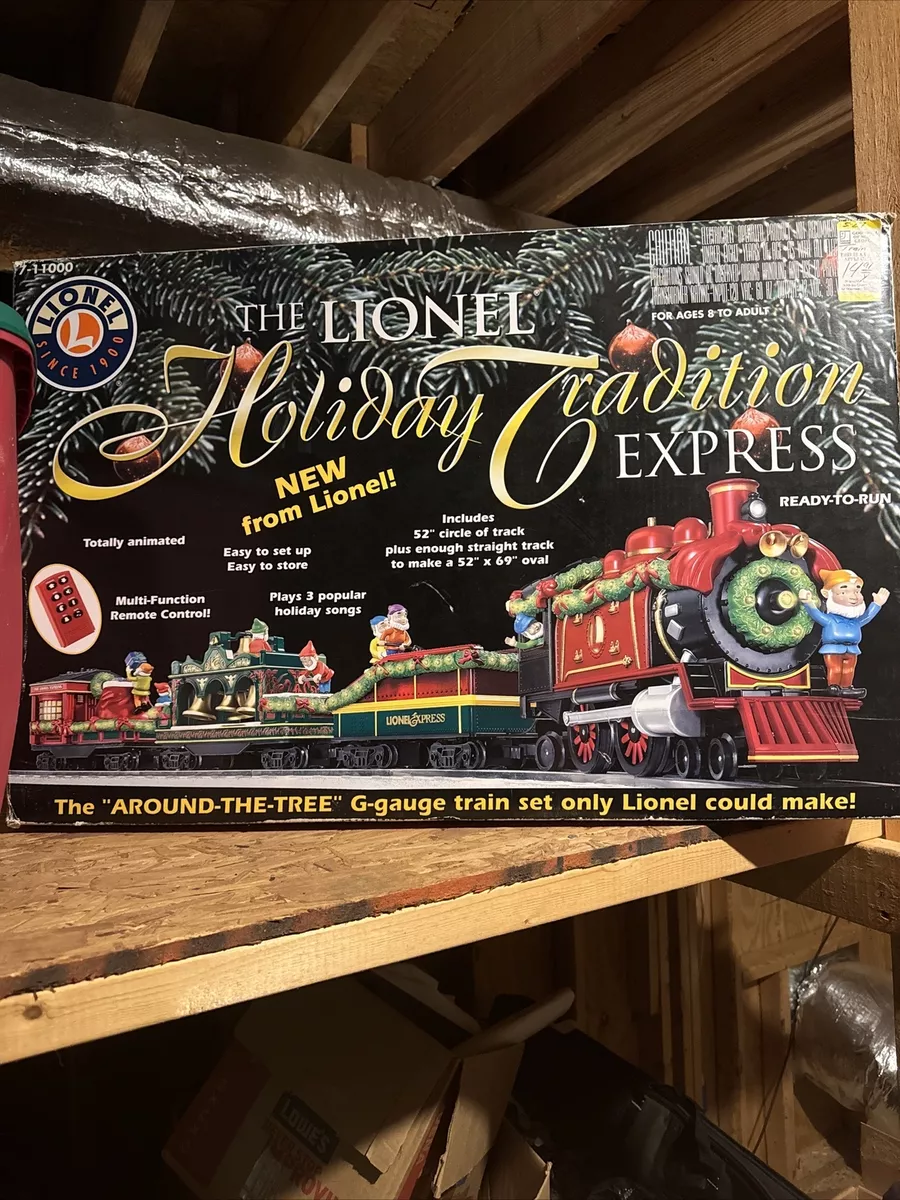 7-11000
LIONEL
L
SINCE 1900
THE LIONEL
Holiday Tradition
EXPRESS
CAUTION
FOR AGES 8 TO ADULT
READY-TO-RUN
NEW
from Lionel!
Totally animated
Easy to set up
Easy to store
Includes
52" circle of track
plus enough straight track
to make a 52" x 69" oval
Multi-Function
Remote Control!
Plays 3 popular
holiday songs
LIONEL EXPRESS
The "AROUND-THE-TREE" G-gauge train set only Lionel could make!
LOWE'S